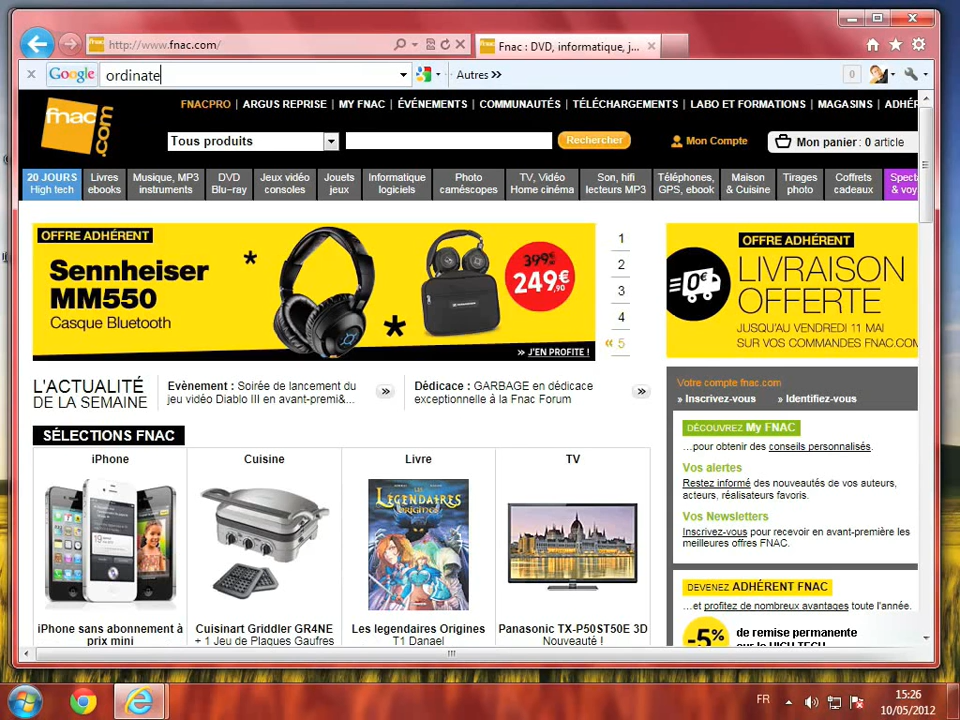 http://www.fnac.com/
Fnac : DVD, informatique, j...
Google
ordinate
Autres »
0
fnac.com
FNACPRO | ARGUS REPRISE | MY FNAC | ÉVÉNEMENTS | COMMUNAUTÉS | TÉLÉCHARGEMENTS | LABO ET FORMATIONS | MAGASINS | ADHÉR
Tous produits
Rechercher
Mon Compte
Mon panier : 0 article
20 JOURS
High tech
Livres
ebooks
Musique, MP3
instruments
DVD
Blu-ray
Jeux vidéo
consoles
Jouets
jeux
Informatique
logiciels
Photo
caméscopes
TV, Vidéo
Home cinéma
Son, hifi
lecteurs MP3
Téléphones,
GPS, ebook
Maison
& Cuisine
Tirages
photo
Coffrets
cadeaux
Specta
& voy
OFFRE ADHÉRENT
Sennheiser
MM550
Casque Bluetooth
*
*
399€
249€,90
» J'EN PROFITE !
1
2
3
4
« 5
OFFRE ADHÉRENT
0€
LIVRAISON
OFFERTE
JUSQU'AU VENDREDI 11 MAI
SUR VOS COMMANDES FNAC.COM
L'ACTUALITÉ
DE LA SEMAINE
Evènement : Soirée de lancement du
jeu vidéo Diablo III en avant-premi&...
»
Dédicace : GARBAGE en dédicace
exceptionnelle à la Fnac Forum
»
Votre compte fnac.com
» Inscrivez-vous
» Identifiez-vous
DÉCOUVREZ My FNAC
...pour obtenir des conseils personnalisés.
Vos alertes
Restez informé des nouveautés de vos auteurs,
acteurs, réalisateurs favoris.
Vos Newsletters
Inscrivez-vous pour recevoir en avant-première les
meilleures offres FNAC.
DEVENEZ ADHÉRENT FNAC
...et profitez de nombreux avantages toute l'année.
-5%
de remise permanente
sur le HIGH TECH
SÉLECTIONS FNAC
iPhone
Cuisine
Livre
TV
LES
LÉGENDAIRES
ORIGINES
iPhone sans abonnement à
prix mini
Cuisinart Griddler GR4NE
+ 1 Jeu de Plaques Gaufres
Les legendaires Origines
T1 Danael
Panasonic TX-P50ST50E 3D
Nouveauté !
FR
15:26
10/05/2012